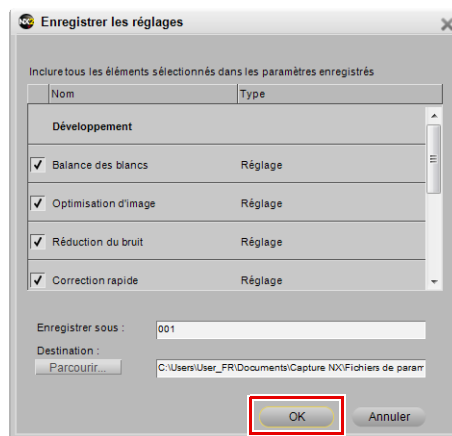 NX2 Enregistrer les réglages
Inclure tous les éléments sélectionnés dans les paramètres enregistrés
Nom Type
Développement
Balance des blancs Réglage
Optimisation d'image Réglage
Réduction du bruit Réglage
Correction rapide Réglage
Enregistrer sous : 001
Destination :
Parcourir... C:\Users\User_FR\Documents\Capture NX\Fichiers de param
OK Annuler